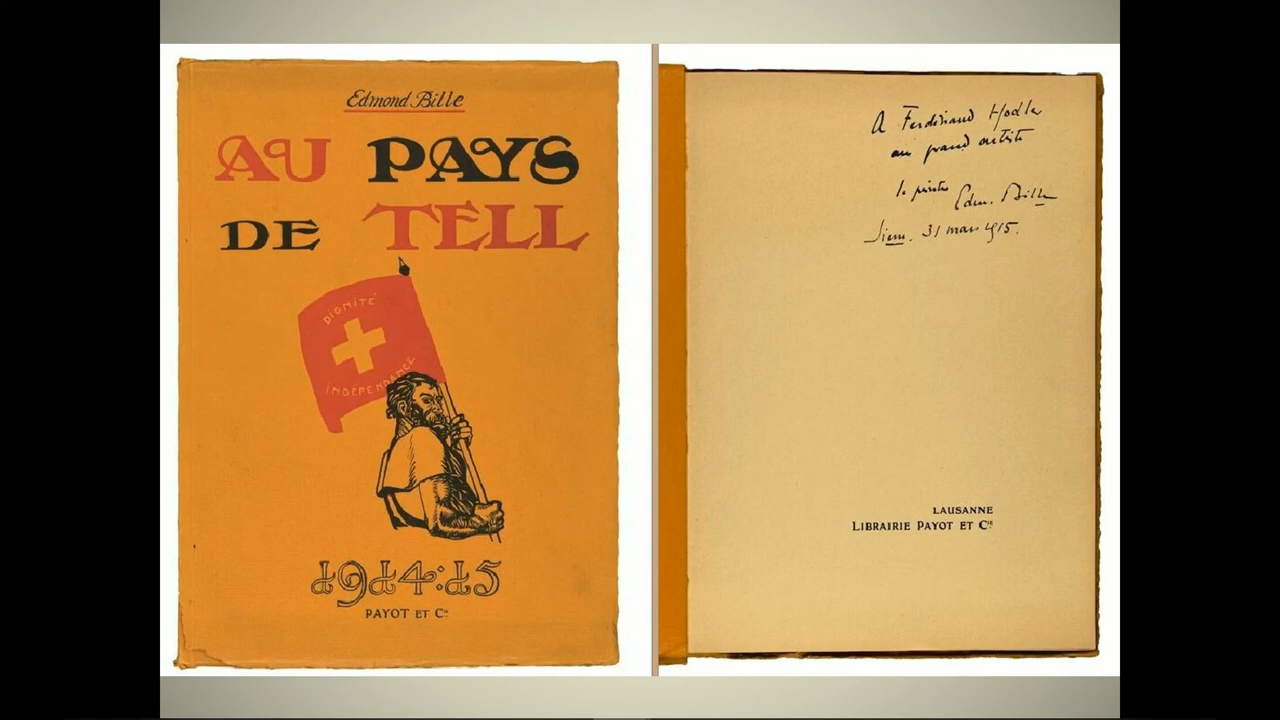 Edmond Bille
AU PAYS
DE TELL
DIGNITÉ
INDÉPENDANCE
1914:15
PAYOT ET Cie
A Ferdinand Hodler
au grand artiste
le peintre Edm. Bille
Sierre. 31 mars 1915.
LAUSANNE
LIBRAIRIE PAYOT ET Cie